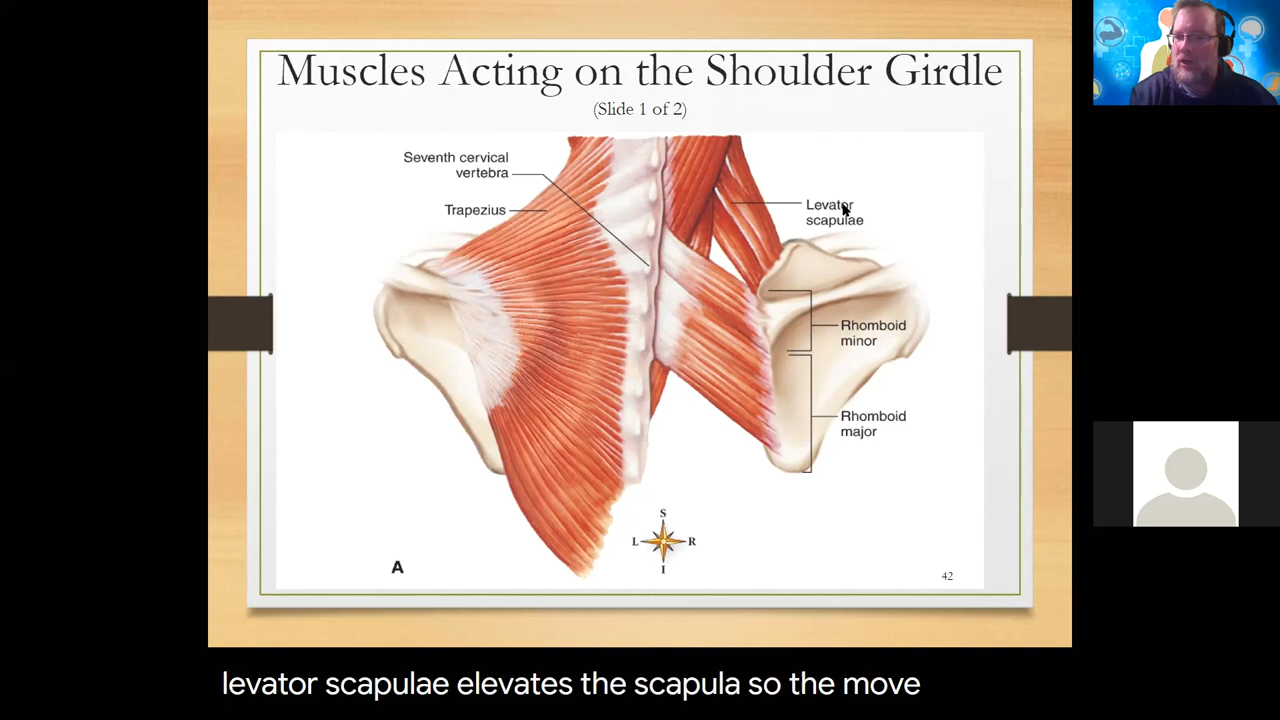 Muscles Acting on the Shoulder Girdle
(Slide 1 of 2)
Seventh cervical
vertebra
Trapezius
Levator
scapulae
Rhomboid
minor
Rhomboid
major
S
L R
I
A
42
levator scapulae elevates the scapula so the move